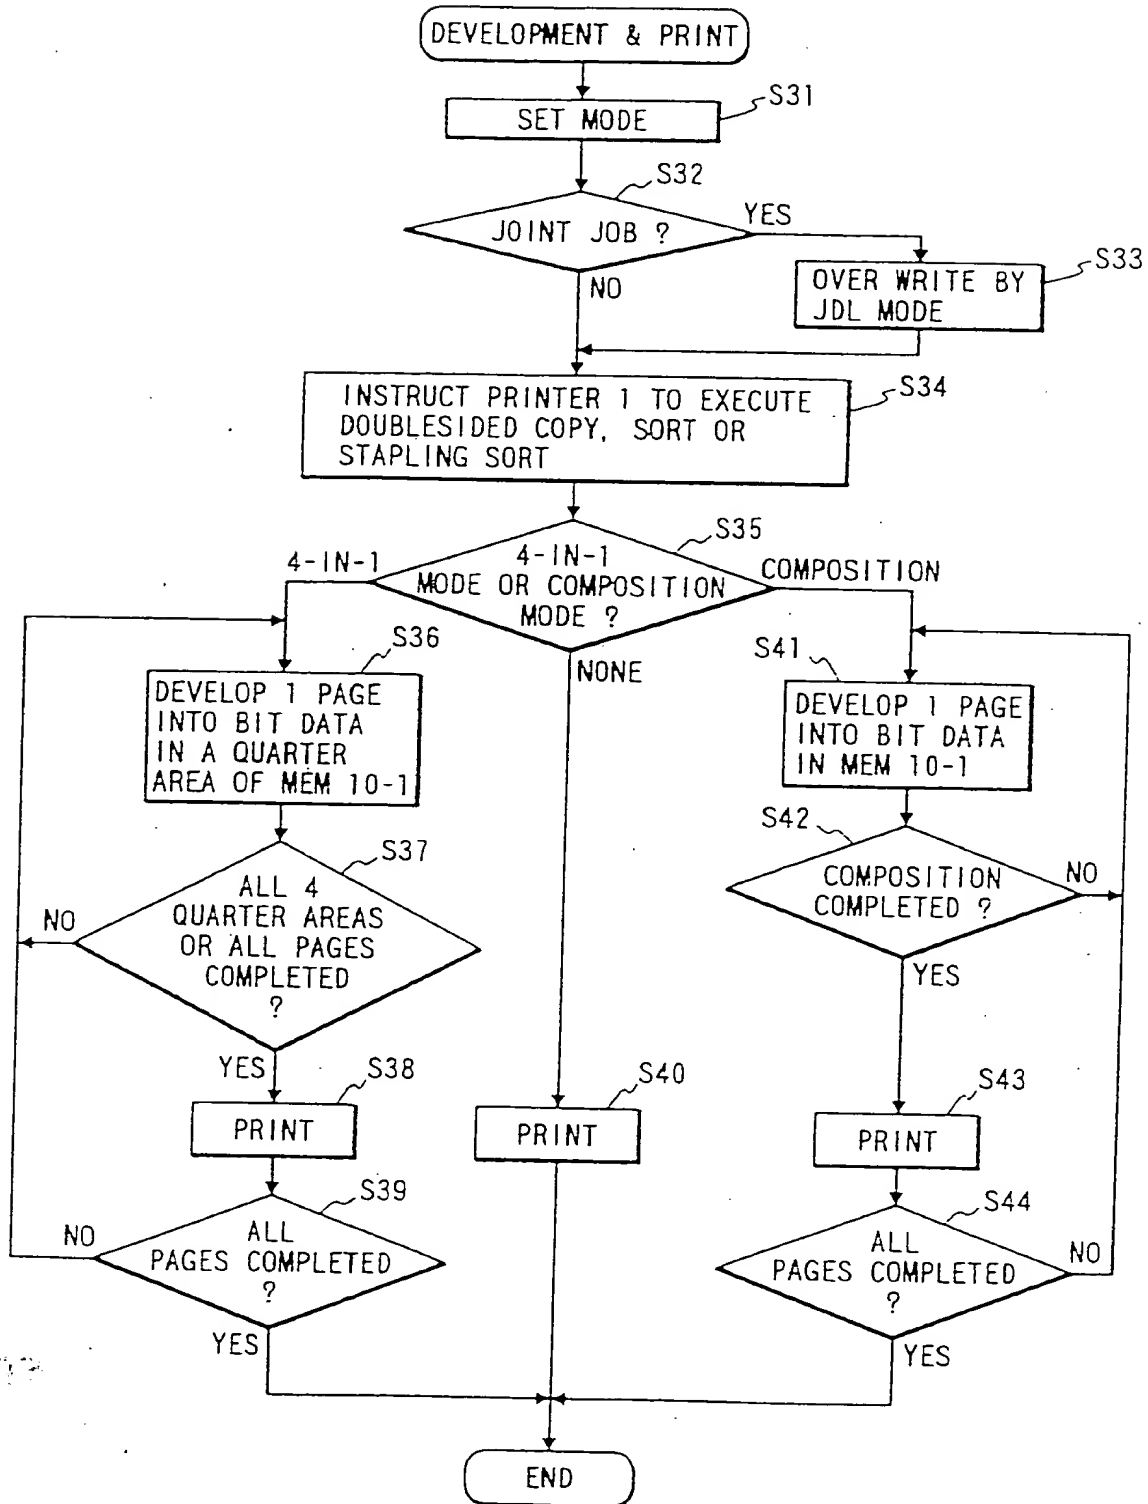 DEVELOPMENT & PRINT
S31
SET MODE
S32
JOINT JOB ?
YES
NO
S33
OVER WRITE BY
JDL MODE
S34
INSTRUCT PRINTER 1 TO EXECUTE
DOUBLESIDED COPY, SORT OR
STAPLING SORT
S35
4-IN-1
4-IN-1
MODE OR COMPOSITION
MODE ?
COMPOSITION
NONE
S36
DEVELOP 1 PAGE
INTO BIT DATA
IN A QUARTER
AREA OF MEM 10-1
S37
ALL 4
QUARTER AREAS
OR ALL PAGES
COMPLETED
?
NO
YES
S38
PRINT
S39
ALL
PAGES COMPLETED
?
NO
YES
S40
PRINT
S41
DEVELOP 1 PAGE
INTO BIT DATA
IN MEM 10-1
S42
COMPOSITION
COMPLETED ?
NO
YES
S43
PRINT
S44
ALL
PAGES COMPLETED
?
NO
YES
END